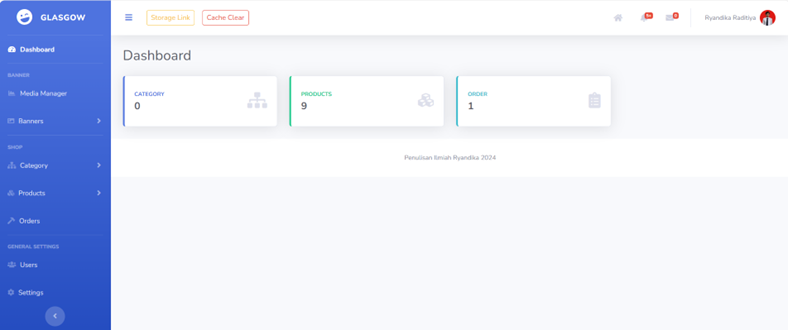 GLASGOW
Storage Link
Cache Clear
5+
0
Ryandika Raditiya
Dashboard
BANNER
Media Manager
Banners
SHOP
Category
Products
Orders
GENERAL SETTINGS
Users
Settings
Dashboard
CATEGORY
0
PRODUCTS
9
ORDER
1
Penulisan Ilmiah Ryandika 2024